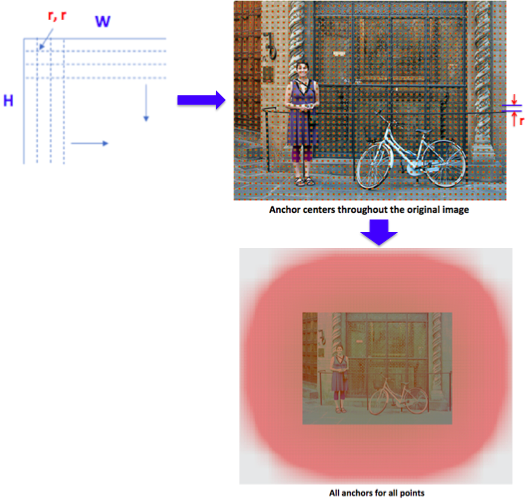 r, r
W
H
r
Anchor centers throughout the original image
All anchors for all points